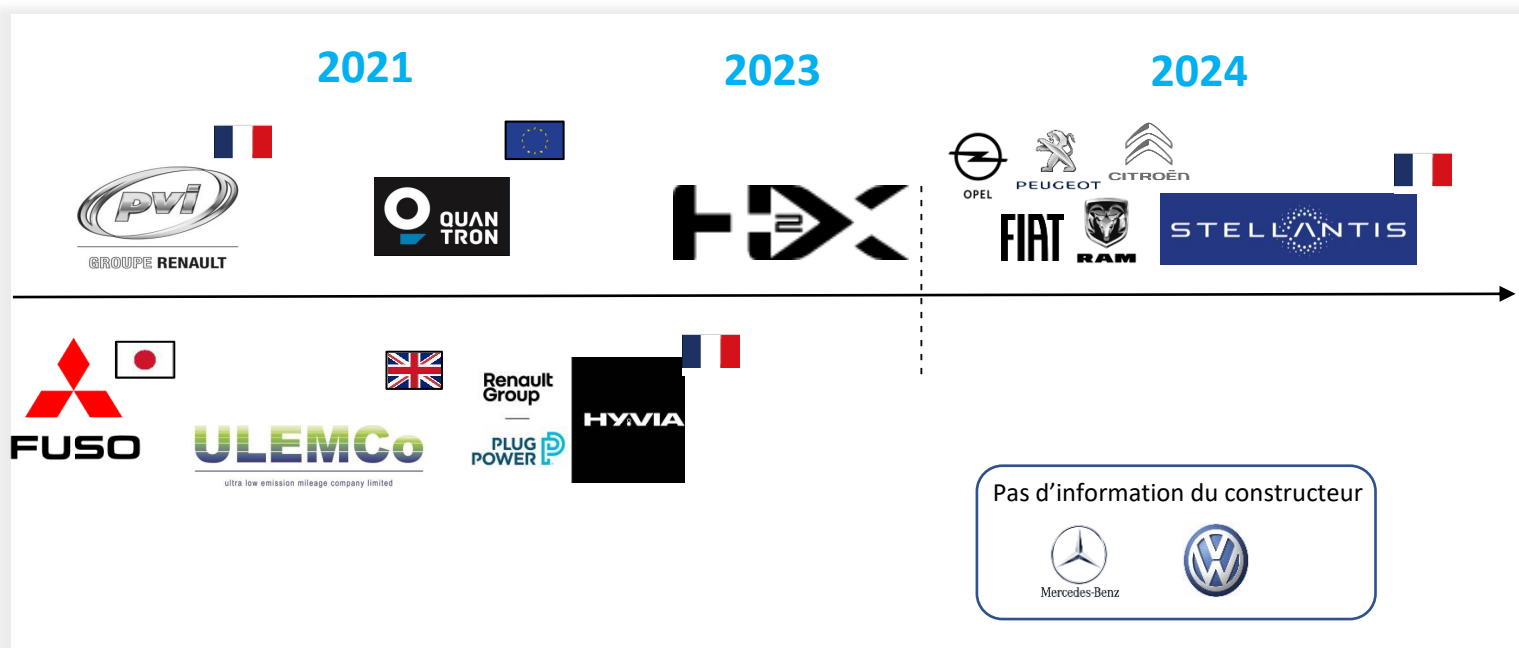 2021
2023
2024
pvi
GROUPE RENAULT
QUAN
TRON
H2X
OPEL
PEUGEOT
CITROËN
FIAT
RAM
STELLANTIS
FUSO
ULEMCo
ultra low emission mileage company limited
Renault
Group
PLUG
POWER
HYVIA
Pas d’information du constructeur
Mercedes-Benz
VW